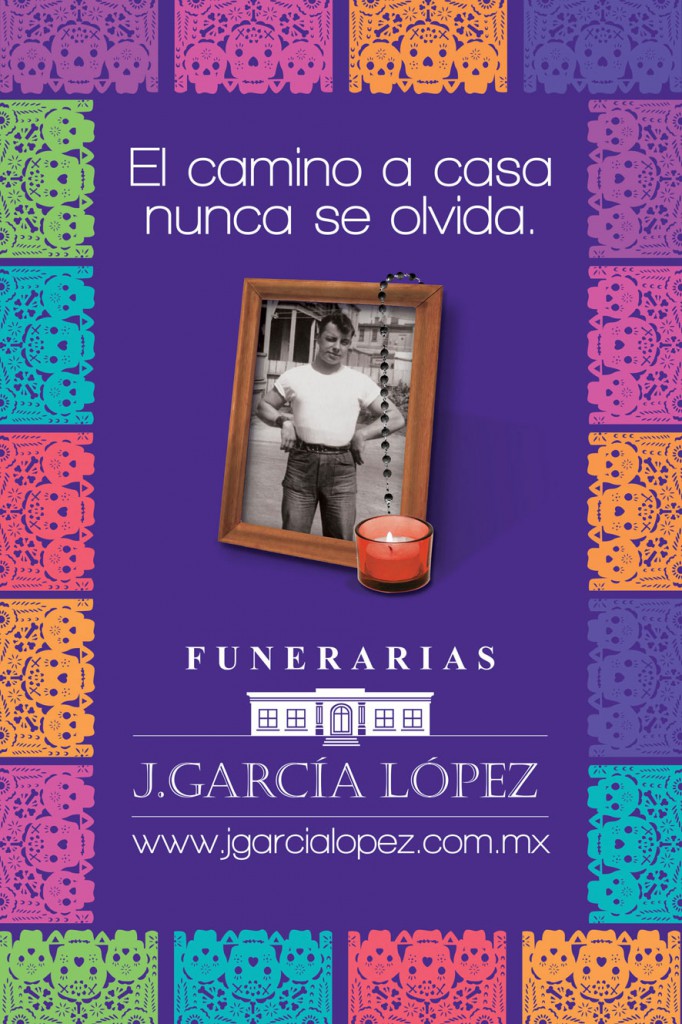 El camino a casa
nunca se olvida.
FUNERARIAS
J.GARCÍA LÓPEZ
www.jgarcialopez.com.mx